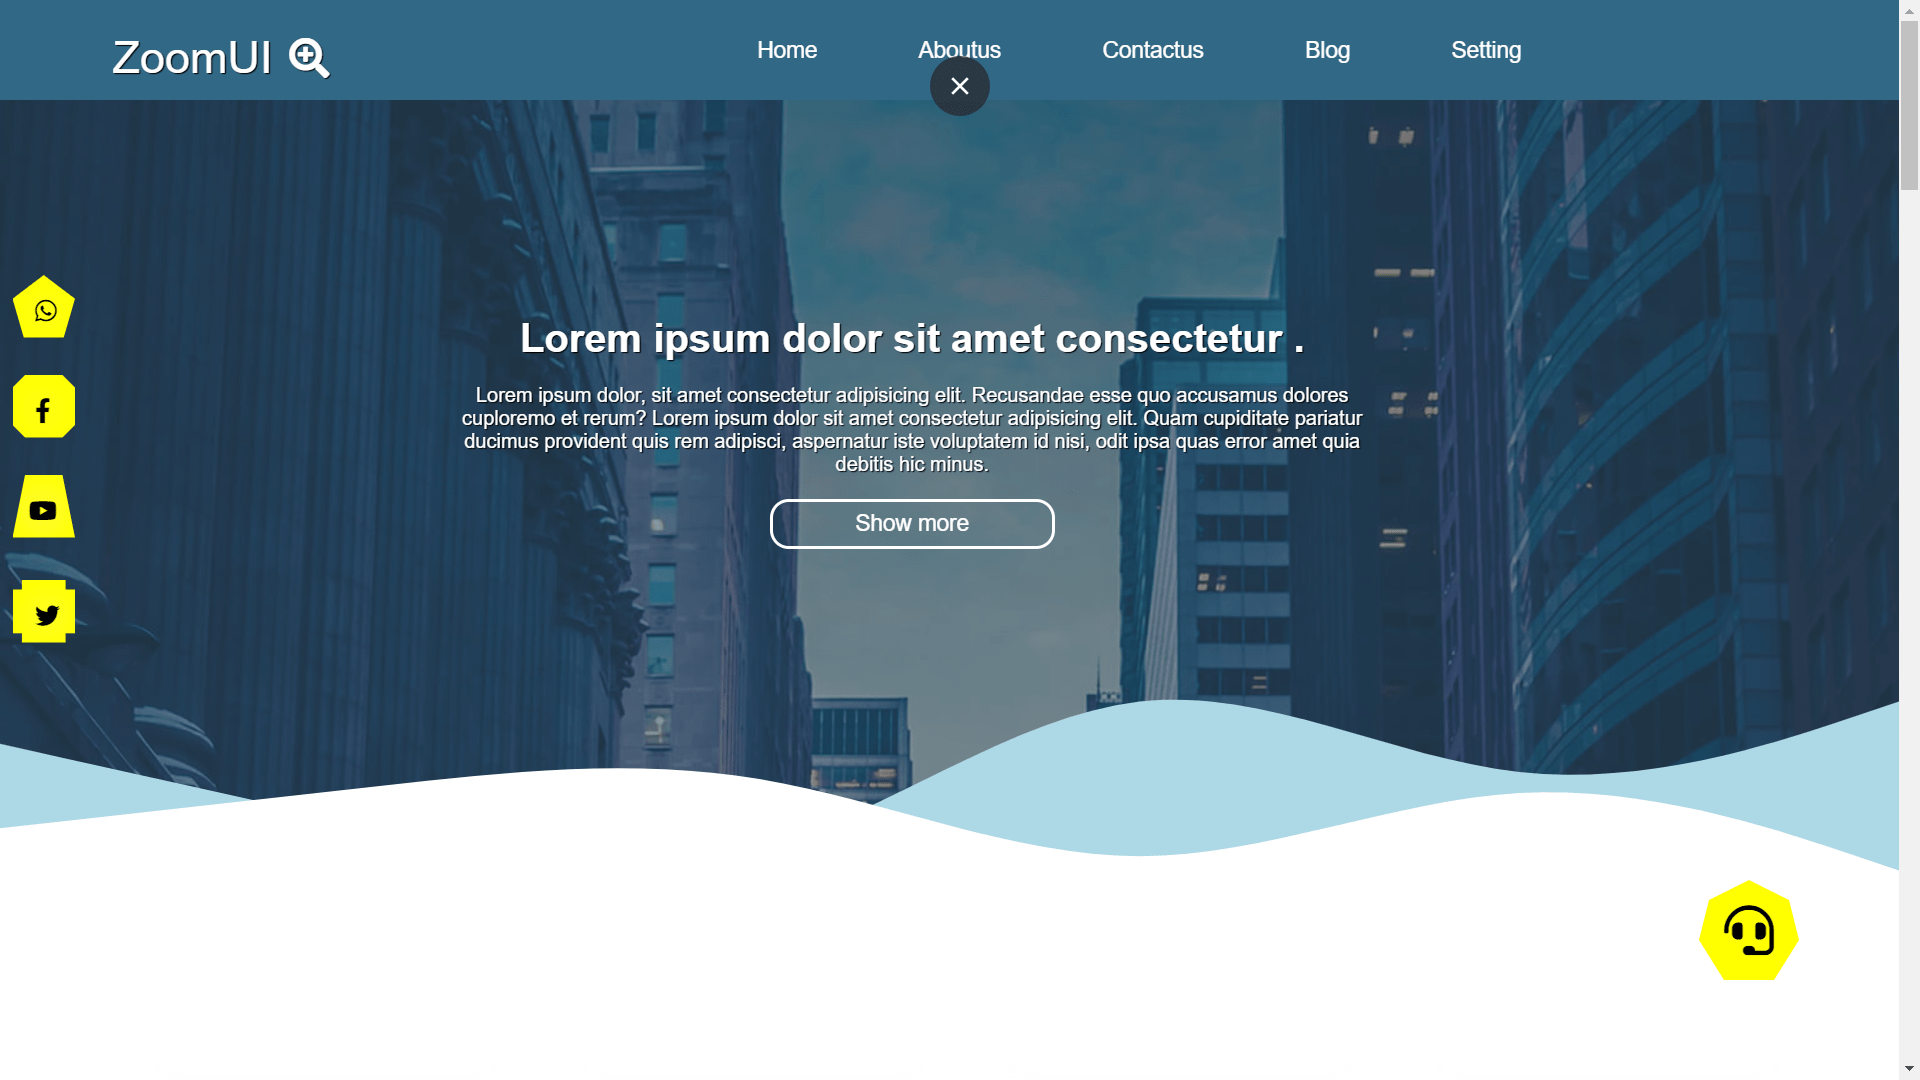 ZoomUI
Home
Aboutus
Contactus
Blog
Setting
Lorem ipsum dolor sit amet consectetur .
Lorem ipsum dolor, sit amet consectetur adipisicing elit. Recusandae esse quo accusamus dolores
cuploremo et rerum? Lorem ipsum dolor sit amet consectetur adipisicing elit. Quam cupiditate pariatur
ducimus provident quis rem adipisci, aspernatur iste voluptatem id nisi, odit ipsa quas error amet quia
debitis hic minus.
Show more